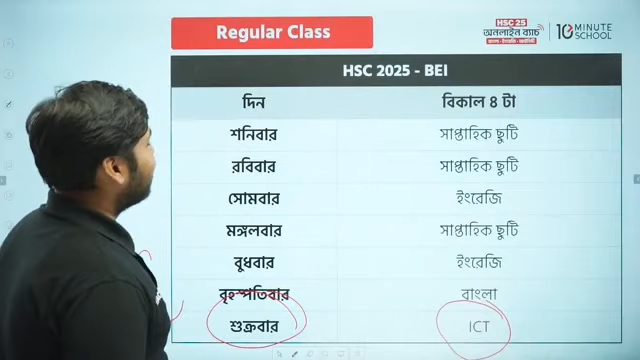 Regular Class
HSC 25
অনলাইন ব্যাচ
বাংলা - ইংরেজি - আইসিটি
10 MINUTE SCHOOL
HSC 2025 - BEI
দিন বিকাল ৪ টা
শনিবার সাপ্তাহিক ছুটি
রবিবার সাপ্তাহিক ছুটি
সোমবার ইংরেজি
মঙ্গলবার সাপ্তাহিক ছুটি
বুধবার ইংরেজি
বৃহস্পতিবার বাংলা
শুক্রবার ICT